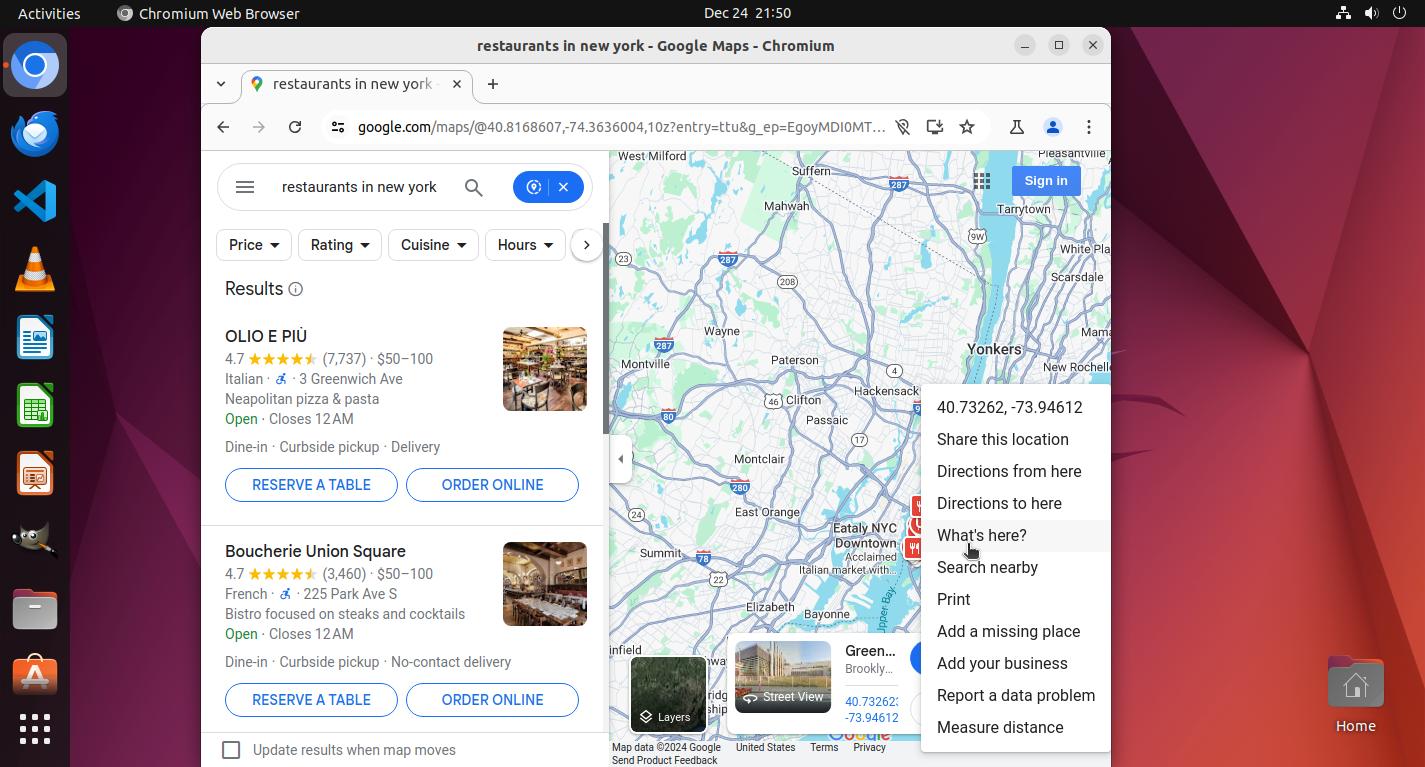 Activities
Chromium Web Browser
Dec 24 21:50
restaurants in new york - Google Maps - Chromium
restaurants in new york -
google.com/maps/@40.8168607,-74.3636004,10z?entry=ttu&g_ep=EgoyMDI0MT...
restaurants in new york
Price
Rating
Cuisine
Hours
Results
OLIO E PIÙ
4.7 (7,737) · $50–100
Italian · · 3 Greenwich Ave
Neapolitan pizza & pasta
Open · Closes 12 AM
Dine-in · Curbside pickup · Delivery
RESERVE A TABLE
ORDER ONLINE
Boucherie Union Square
4.7 (3,460) · $50–100
French · · 225 Park Ave S
Bistro focused on steaks and cocktails
Open · Closes 12 AM
Dine-in · Curbside pickup · No-contact delivery
RESERVE A TABLE
ORDER ONLINE
Update results when map moves
West Milford
Suffern
287
Pleasantville
Sign in
Mahwah
Tarrytown
9W
White Pla
23
287
208
Scarsdale
Wayne
287
Mama
Yonkers
Montville
Paterson
4
New Rochelle
Hackensack
46
Clifton
80
Passaic
17
Montclair
280
24
East Orange
Eataly NYC
Downtown
Acclaimed
Italian market with...
Summit
78
22
Elizabeth
Bayonne
Upper Bay
nfield
Layers
Street View
Green...
Brooklyn...
40.73262
-73.94612
Google
Map data ©2024 Google
United States
Terms
Privacy
Send Product Feedback
40.73262, -73.94612
Share this location
Directions from here
Directions to here
What's here?
Search nearby
Print
Add a missing place
Add your business
Report a data problem
Measure distance
Home